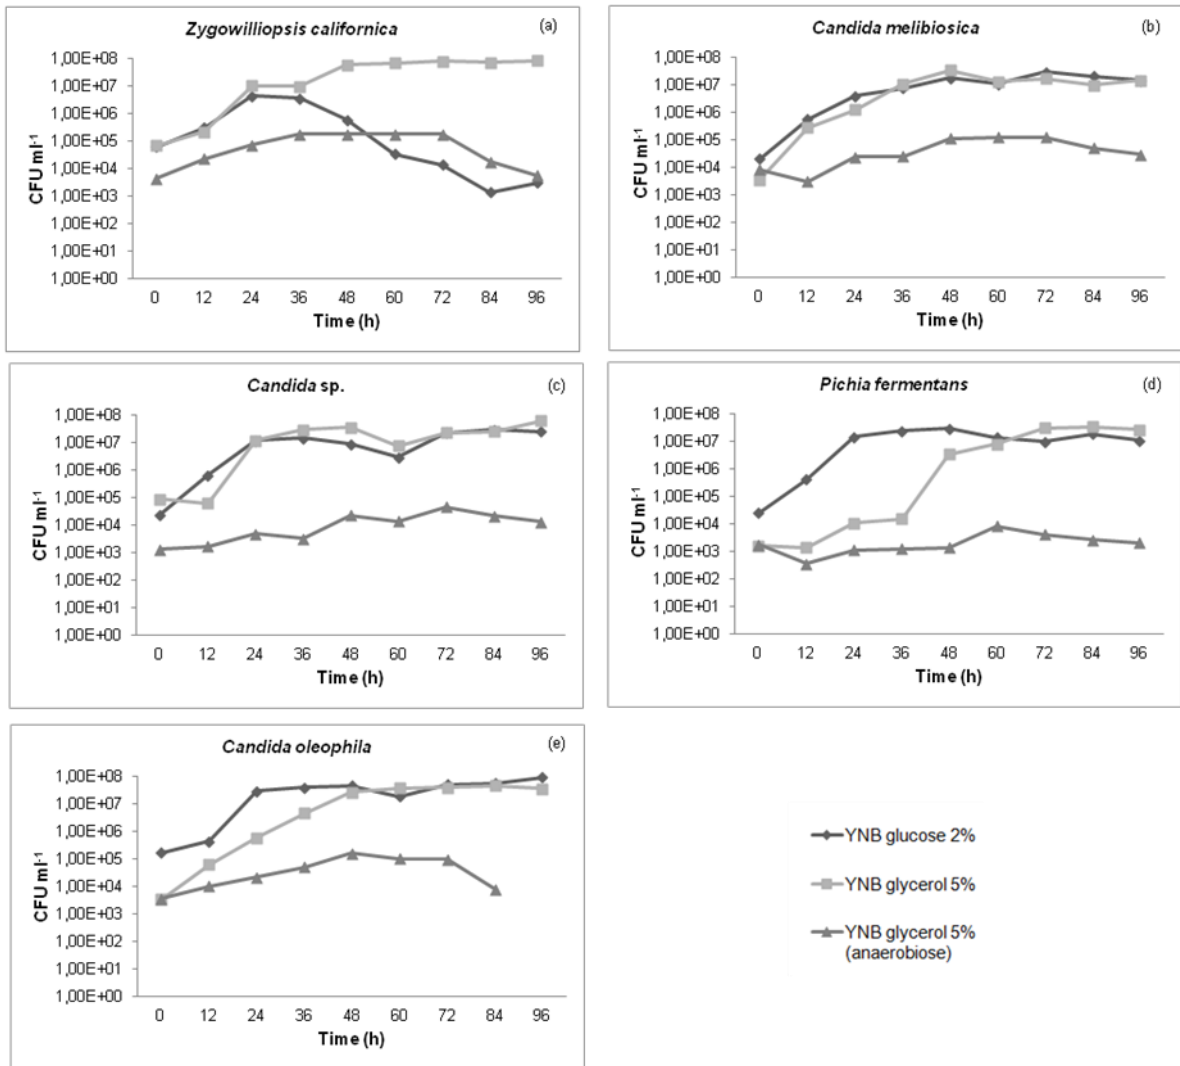 Zygowilliopsis californica
(a)
1,00E+08
1,00E+07
1,00E+06
1,00E+05
1,00E+04
1,00E+03
1,00E+02
1,00E+01
1,00E+00
CFU ml-1
0 12 24 36 48 60 72 84 96
Time (h)
Candida melibiosica
(b)
1,00E+08
1,00E+07
1,00E+06
1,00E+05
1,00E+04
1,00E+03
1,00E+02
1,00E+01
1,00E+00
CFU ml-1
0 12 24 36 48 60 72 84 96
Time (h)
Candida sp.
(c)
1,00E+08
1,00E+07
1,00E+06
1,00E+05
1,00E+04
1,00E+03
1,00E+02
1,00E+01
1,00E+00
CFU ml-1
0 12 24 36 48 60 72 84 96
Time (h)
Pichia fermentans
(d)
1,00E+08
1,00E+07
1,00E+06
1,00E+05
1,00E+04
1,00E+03
1,00E+02
1,00E+01
1,00E+00
CFU ml-1
0 12 24 36 48 60 72 84 96
Time (h)
Candida oleophila
(e)
1,00E+08
1,00E+07
1,00E+06
1,00E+05
1,00E+04
1,00E+03
1,00E+02
1,00E+01
1,00E+00
CFU ml-1
0 12 24 36 48 60 72 84 96
Time (h)
YNB glucose 2%
YNB glycerol 5%
YNB glycerol 5%
(anaerobiose)